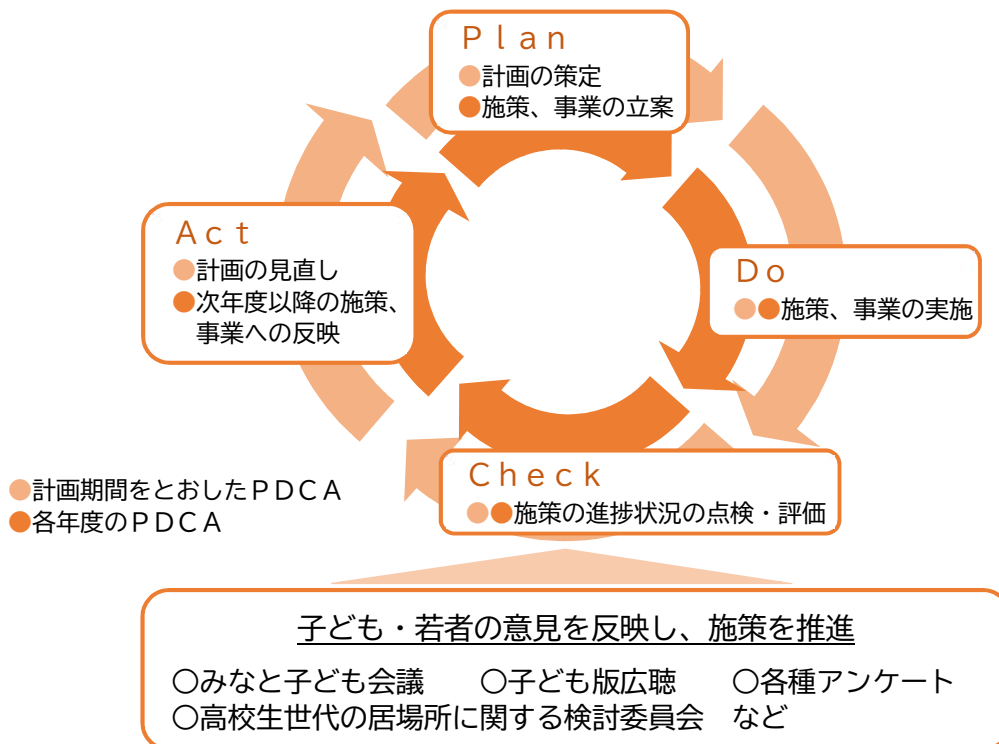 Ｐｌａｎ
●計画の策定
●施策、事業の立案
Ａｃｔ
●計画の見直し
●次年度以降の施策、
事業への反映
Ｄｏ
●●施策、事業の実施
Ｃｈｅｃｋ
●●施策の進捗状況の点検・評価
●計画期間をとおしたＰＤＣＡ
●各年度のＰＤＣＡ
子ども・若者の意見を反映し、施策を推進
○みなと子ども会議　○子ども版広聴　○各種アンケート
○高校生世代の居場所に関する検討委員会　など